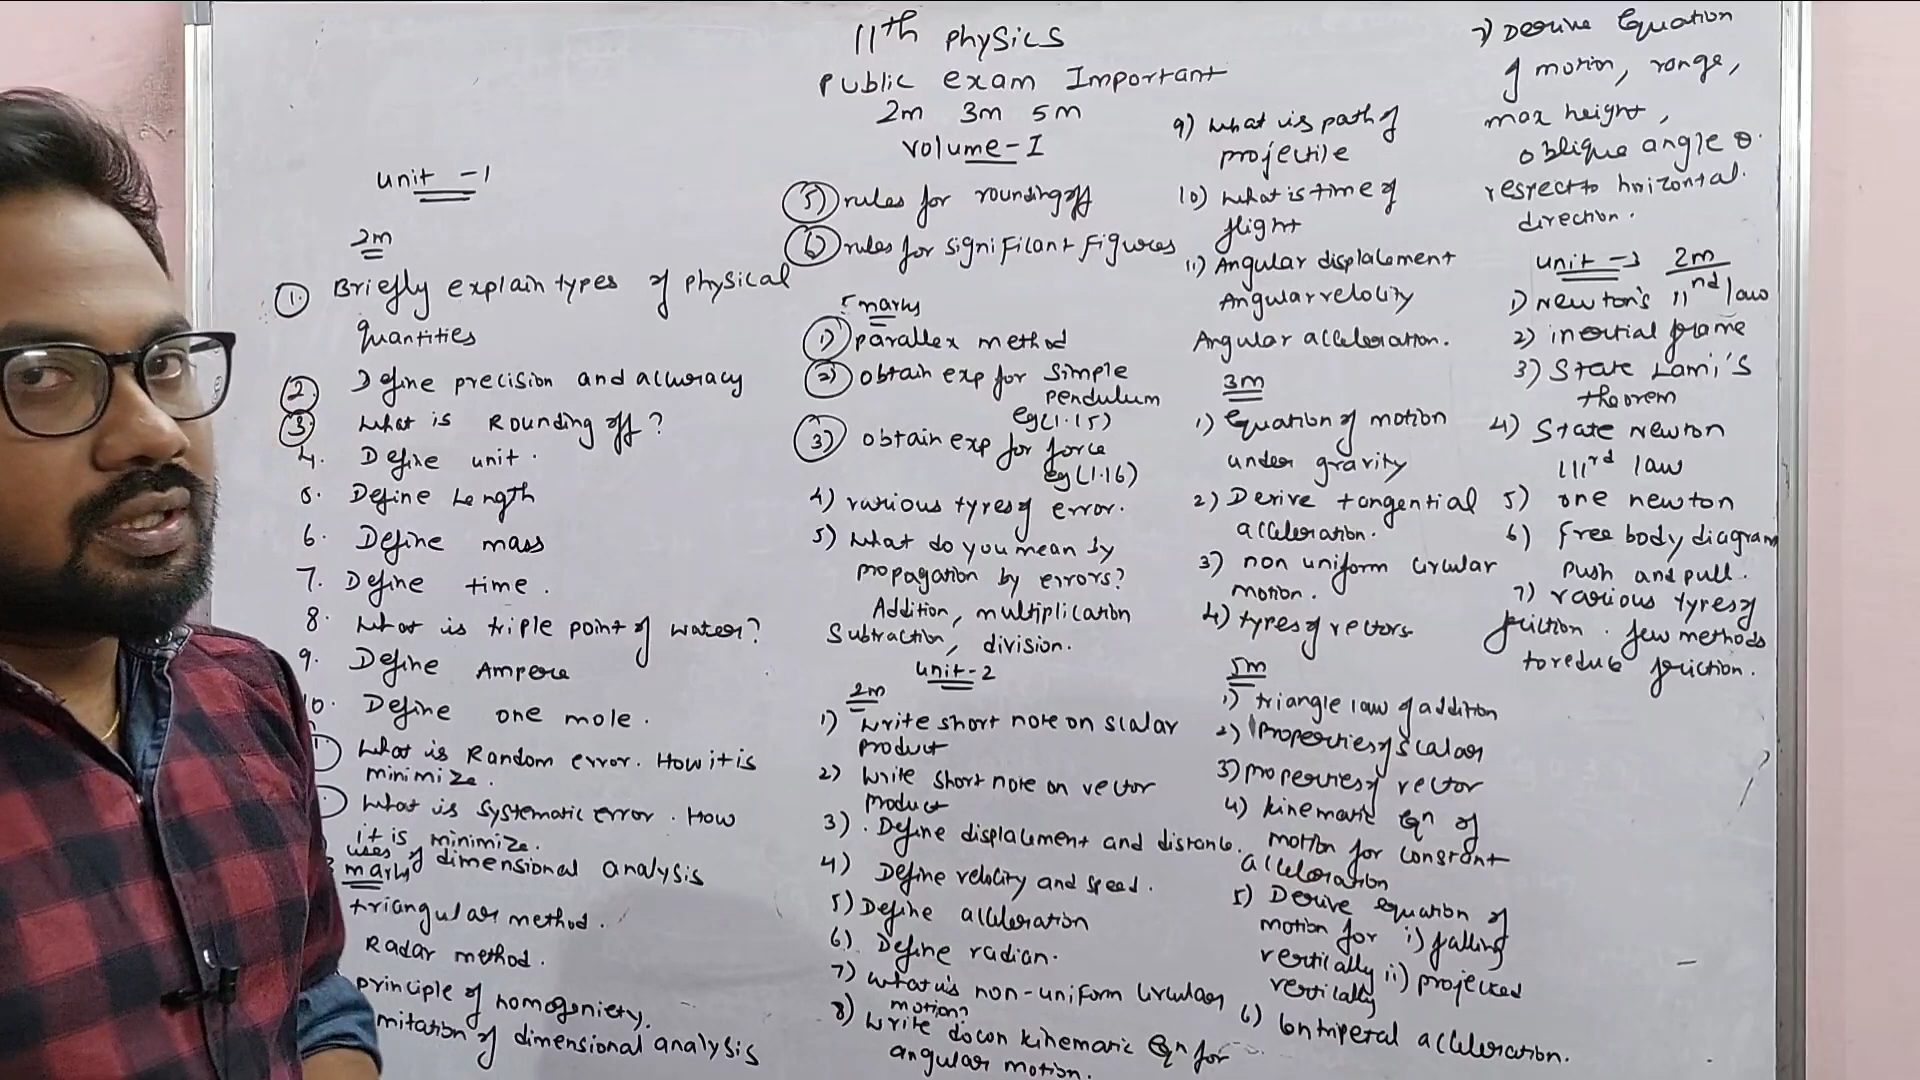 11th physics
public exam Important
2m 3m 5m
volume-I
unit -1
2m
1. Briefly explain types of physical
quantities
2. Define precision and accuracy
3. What is Rounding off?
4. Define unit.
5. Define Length
6. Define mass
7. Define time.
8. What is triple point of water?
9. Define Ampere
10. Define one mole.
What is Random error. How it is
minimize.
What is systematic error. How
it is minimize.
uses of dimensional analysis
marks
triangular method.
Radar method.
principle of homogeniety.
mitation of dimensional analysis
5) rules for rounding off
6) rules for significant figures
5 marks
1) parallex method
2) obtain exp for simple
pendulum
eg(1.15)
3) obtain exp for force
eg(1.16)
4) various types of error.
5) What do you mean by
propagation by errors?
Addition, multiplication
Subtraction, division.
unit-2
2m
1) Write short note on scalar
product
2) Write short note on vector
product
3). Define displacement and distance.
4) Define velocity and speed.
5) Define acceleration
6) Define radian.
7) What is non-uniform circular
motion?
8) Write down kinematic Eqn for
angular motion.
9) What is path of
projectile
10) What is time of
flight
11) Angular displacement
Angular velocity
Angular acceleration.
3m
1) Equation of motion
under gravity
2) Derive tangential
acceleration.
3) non uniform circular
motion.
4) types of vectors
5m
1) triangle law of addition
2) Properties of scalar
3) properties of vector
4) kinematic Eqn of
motion for constant
acceleration
5) Derive equation of
motion for i) falling
vertically ii) projected
vertically
6) Centripetal acceleration.
7) Derive Equation
of motion, range,
max height,
oblique angle θ.
respect to horizontal.
direction.
unit -3 2m
1) Newton's IInd law
2) inertial frame
3) State Lami's
theorem
4) State Newton
IIIrd law
5) one newton
6) free body diagram
push and pull.
7) various types of
friction. few methods
to reduce friction.